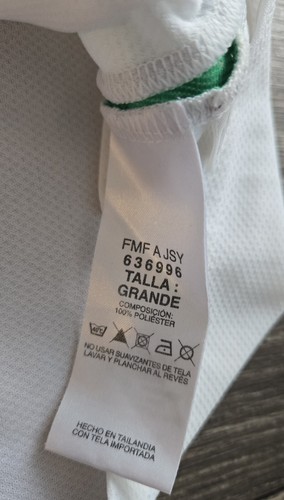 FMF A JSY
636996
TALLA :
GRANDE
COMPOSICIÓN:
100% POLIÉSTER
NO USAR SUAVIZANTES DE TELA
LAVAR Y PLANCHAR AL REVÉS
HECHO EN TAILANDIA
CON TELA IMPORTADA